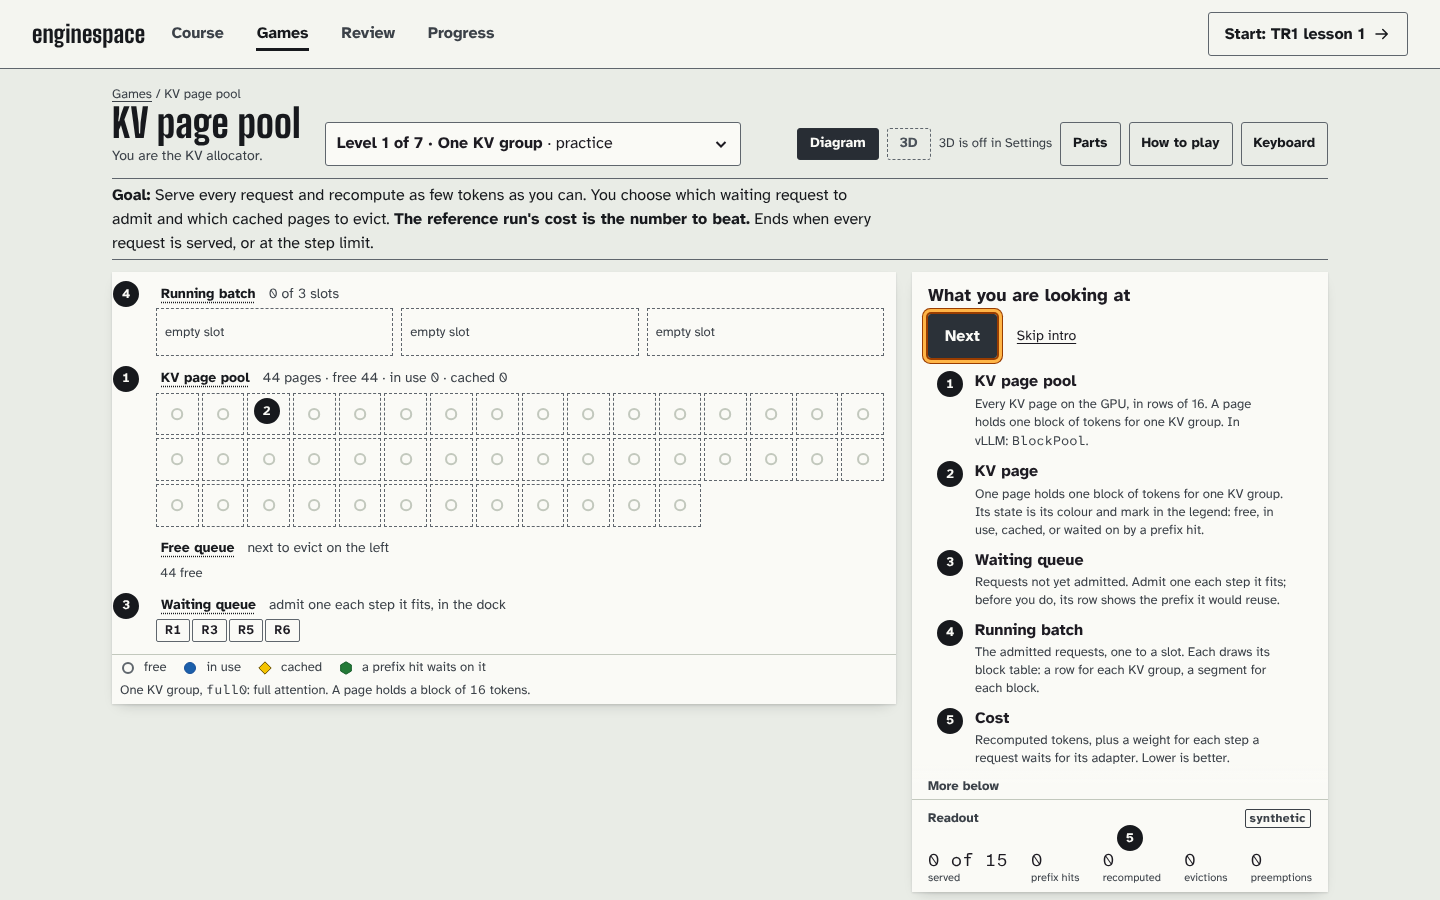 enginespace Course Games Review Progress Start: TR1 lesson 1 →
Games / KV page pool
KV page pool
You are the KV allocator.
Level 1 of 7 · One KV group · practice
Diagram 3D 3D is off in Settings Parts How to play Keyboard
Goal: Serve every request and recompute as few tokens as you can. You choose which waiting request to
admit and which cached pages to evict. The reference run's cost is the number to beat. Ends when every
request is served, or at the step limit.
4 Running batch 0 of 3 slots
empty slot empty slot empty slot
1 KV page pool 44 pages · free 44 · in use 0 · cached 0
2
Free queue next to evict on the left
44 free
3 Waiting queue admit one each step it fits, in the dock
R1 R3 R5 R6
free in use cached a prefix hit waits on it
One KV group, full0: full attention. A page holds a block of 16 tokens.
What you are looking at
Next Skip intro
1 KV page pool
Every KV page on the GPU, in rows of 16. A page
holds one block of tokens for one KV group. In
vLLM: BlockPool.
2 KV page
One page holds one block of tokens for one KV group.
Its state is its colour and mark in the legend: free, in
use, cached, or waited on by a prefix hit.
3 Waiting queue
Requests not yet admitted. Admit one each step it fits;
before you do, its row shows the prefix it would reuse.
4 Running batch
The admitted requests, one to a slot. Each draws its
block table: a row for each KV group, a segment for
each block.
5 Cost
Recomputed tokens, plus a weight for each step a
request waits for its adapter. Lower is better.
More below
Readout synthetic
5
0 of 15 0 0 0 0
served prefix hits recomputed evictions preemptions